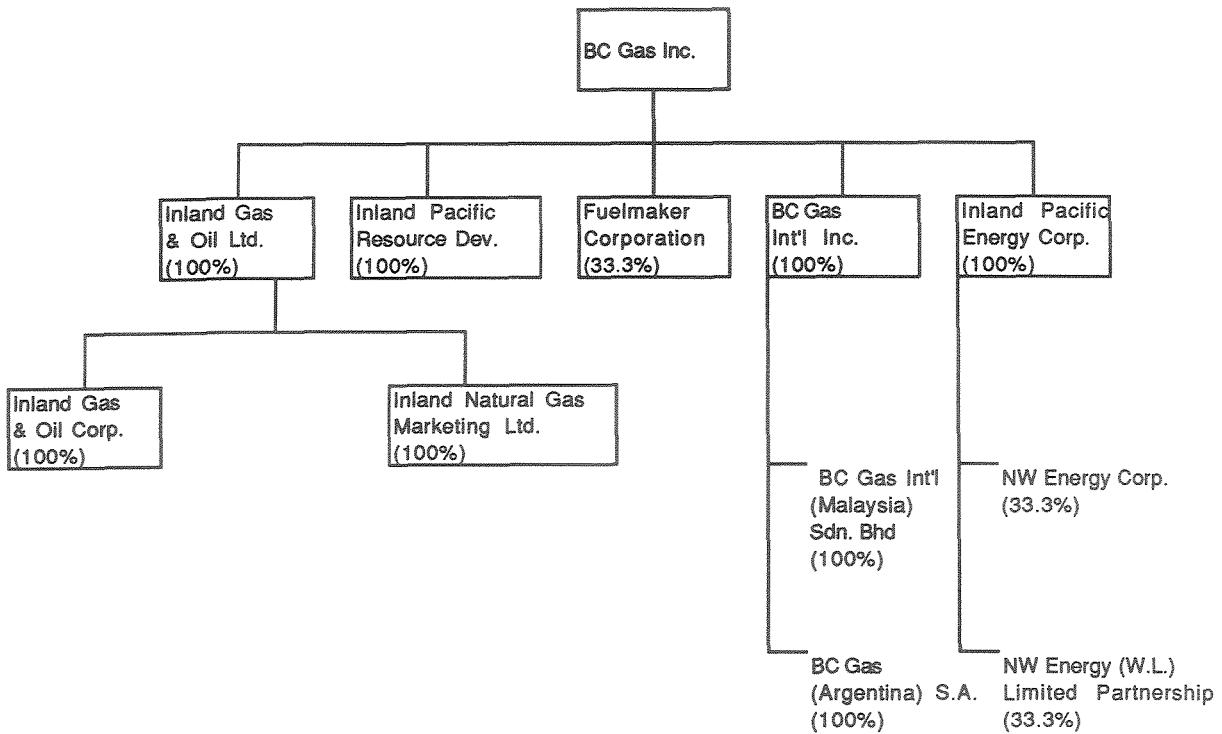 BC Gas Inc.
Inland Gas
& Oil Ltd.
(100%)
Inland Pacific
Resource Dev.
(100%)
Fuelmaker
Corporation
(33.3%)
BC Gas
Int'l Inc.
(100%)
Inland Pacific
Energy Corp.
(100%)
Inland Gas
& Oil Corp.
(100%)
Inland Natural Gas
Marketing Ltd.
(100%)
BC Gas Int'l
(Malaysia)
Sdn. Bhd
(100%)
NW Energy Corp.
(33.3%)
BC Gas
(Argentina) S.A.
(100%)
NW Energy (W.L.)
Limited Partnership
(33.3%)